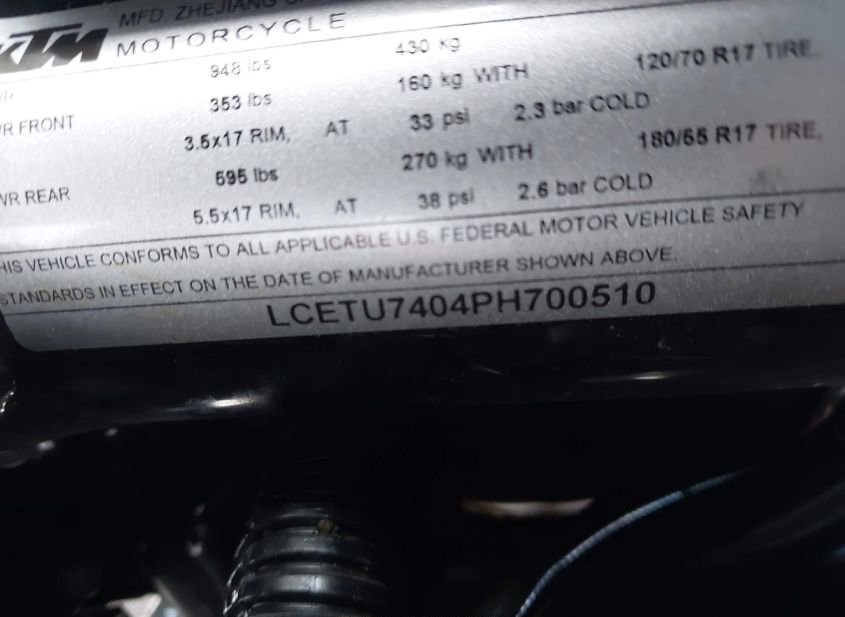 MFD. ZHEJIANG
KTM MOTORCYCLE
948 lbs 430 kg
R FRONT 353 lbs 160 kg WITH 120/70 R17 TIRE,
3.5x17 RIM, AT 33 psi 2.3 bar COLD
WR REAR 595 lbs 270 kg WITH 180/55 R17 TIRE,
5.5x17 RIM, AT 38 psi 2.6 bar COLD
HIS VEHICLE CONFORMS TO ALL APPLICABLE U.S. FEDERAL MOTOR VEHICLE SAFETY
STANDARDS IN EFFECT ON THE DATE OF MANUFACTURER SHOWN ABOVE.
LCETU7404PH700510